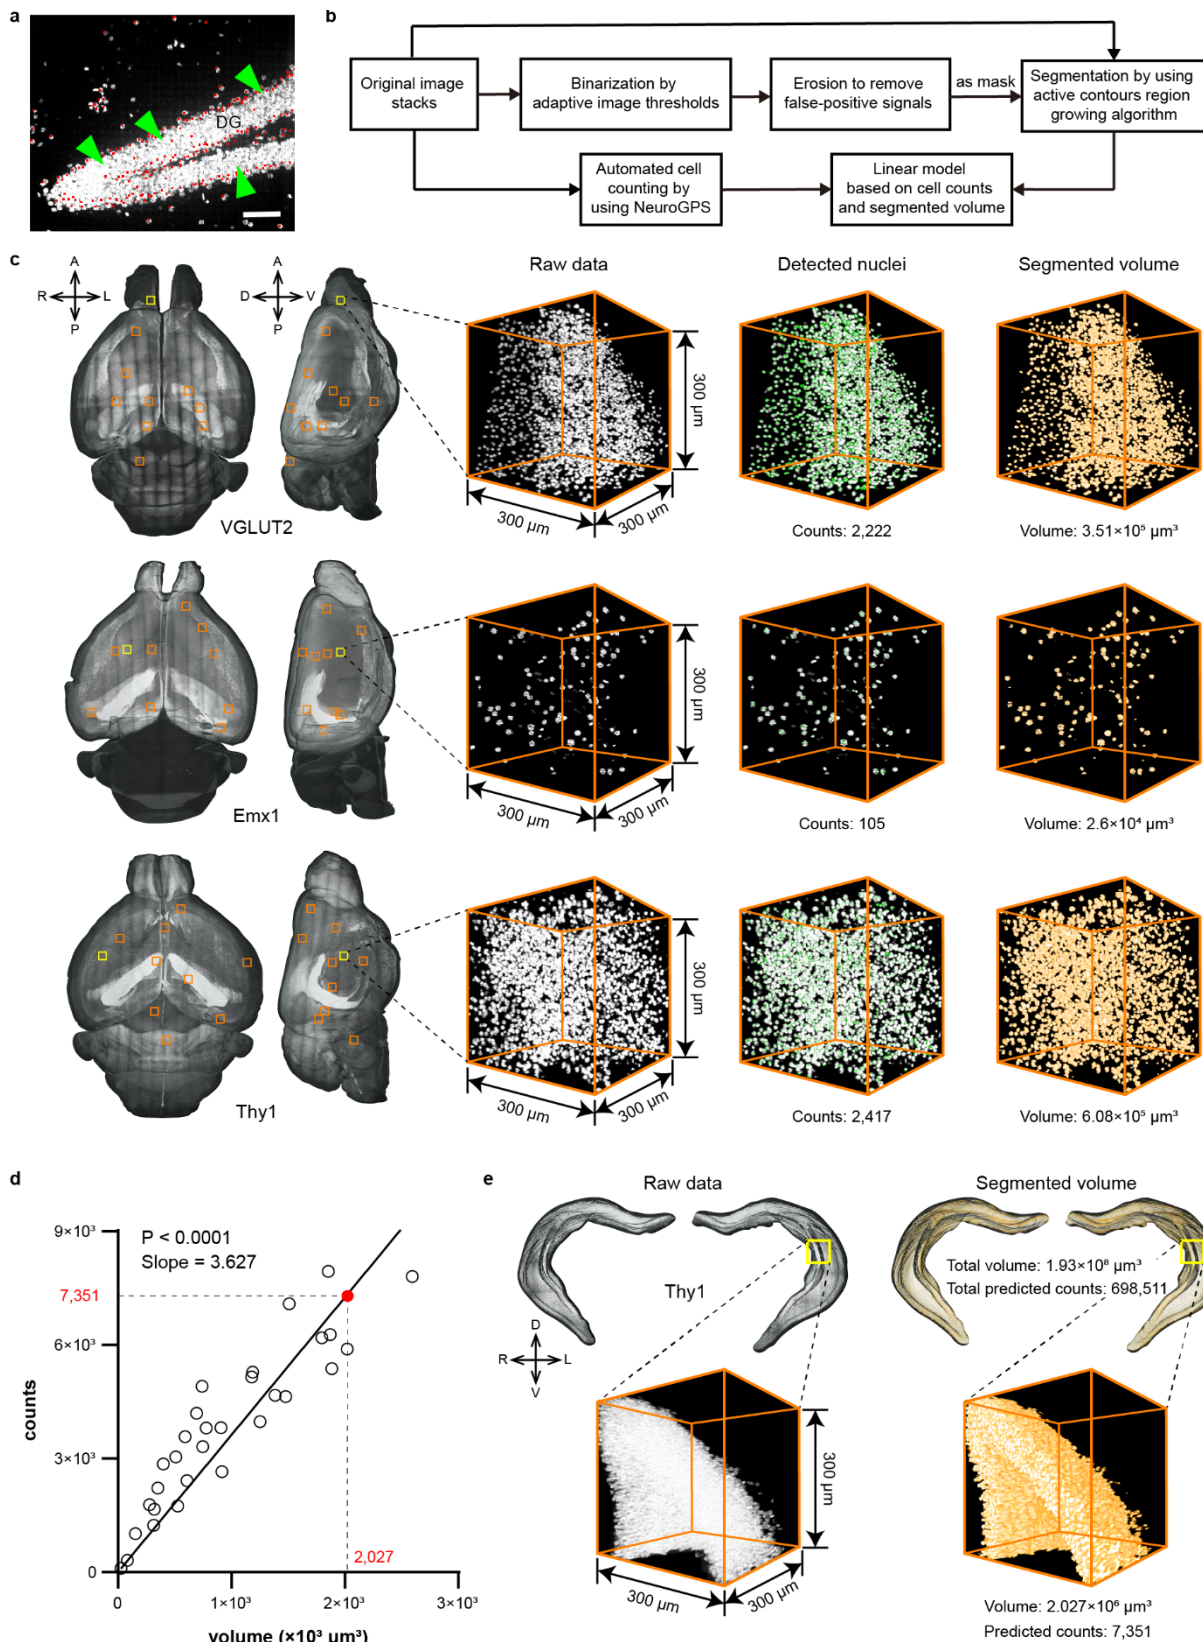 a
DG
b
Original image
stacks
Binarization by
adaptive image thresholds
Erosion to remove
false-positive signals
as mask
Segmentation by using
active contours region
growing algorithm
Automated cell
counting by
using NeuroGPS
Linear model
based on cell counts
and segmented volume
c
A
R L
P
A
D V
P
Raw data
Detected nuclei
Segmented volume
300 µm
300 µm
300 µm
VGLUT2
Counts: 2,222
Volume: 3.51×10⁵ µm³
300 µm
300 µm
300 µm
Emx1
Counts: 105
Volume: 2.6×10⁴ µm³
300 µm
300 µm
300 µm
Thy1
Counts: 2,417
Volume: 6.08×10⁵ µm³
d
9×10³
P < 0.0001
Slope = 3.627
7,351
6×10³
counts
3×10³
2,027
0
0 1×10³ 2×10³ 3×10³
volume (×10³ µm³)
e
Raw data
Segmented volume
Thy1
Total volume: 1.93×10⁸ µm³
Total predicted counts: 698,511
D
R L
V
300 µm
300 µm
300 µm
Volume: 2.027×10⁶ µm³
Predicted counts: 7,351